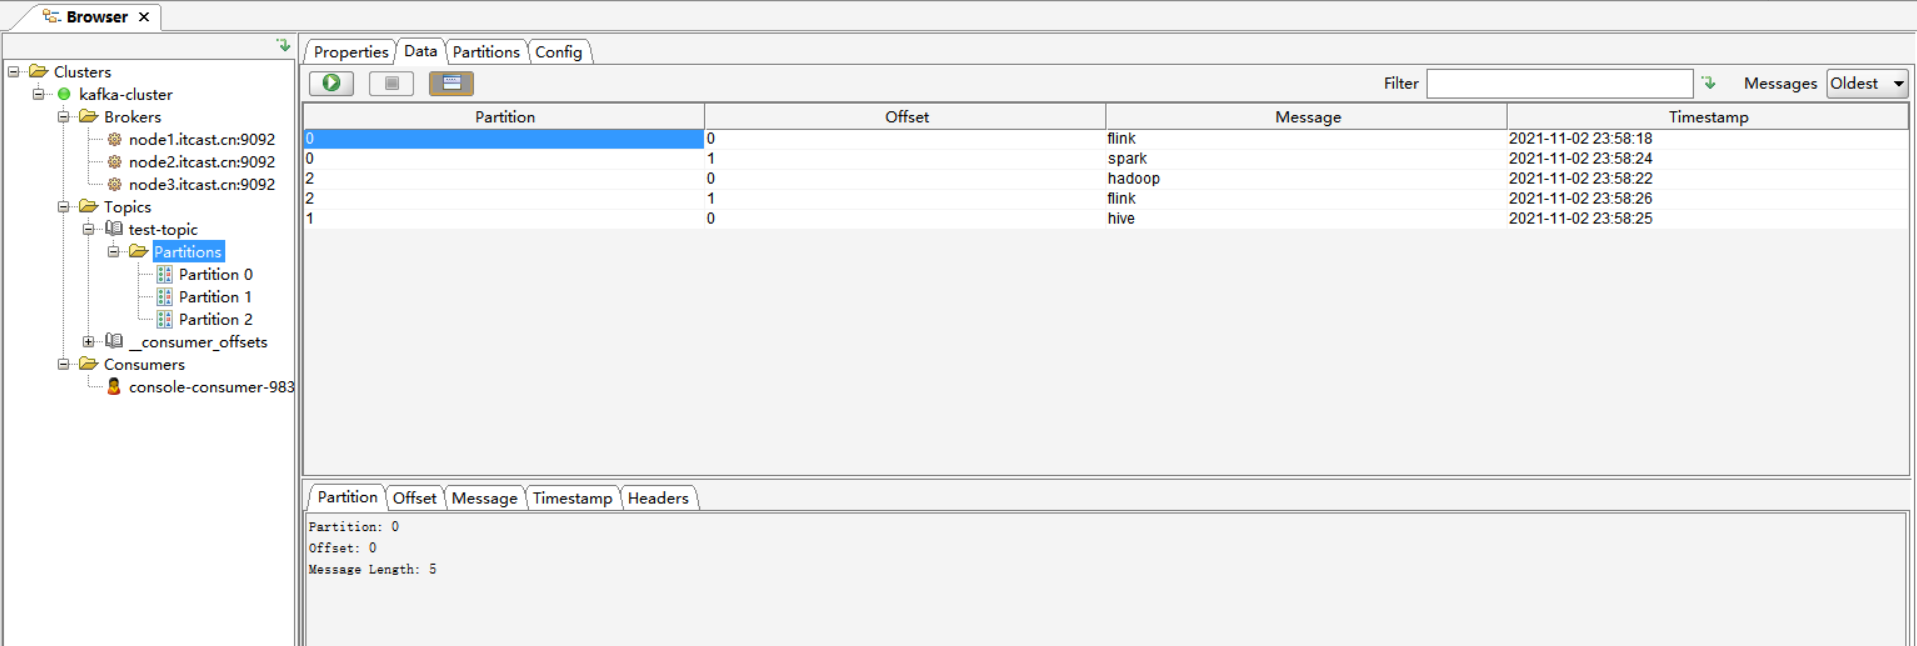 Browser ×
Clusters
kafka-cluster
Brokers
node1.itcast.cn:9092
node2.itcast.cn:9092
node3.itcast.cn:9092
Topics
test-topic
Partitions
Partition 0
Partition 1
Partition 2
__consumer_offsets
Consumers
console-consumer-983
Properties Data Partitions Config
Filter Messages Oldest
Partition Offset Message Timestamp
0 0 flink 2021-11-02 23:58:18
0 1 spark 2021-11-02 23:58:24
2 0 hadoop 2021-11-02 23:58:22
2 1 flink 2021-11-02 23:58:26
1 0 hive 2021-11-02 23:58:25
Partition Offset Message Timestamp Headers
Partition: 0
Offset: 0
Message Length: 5